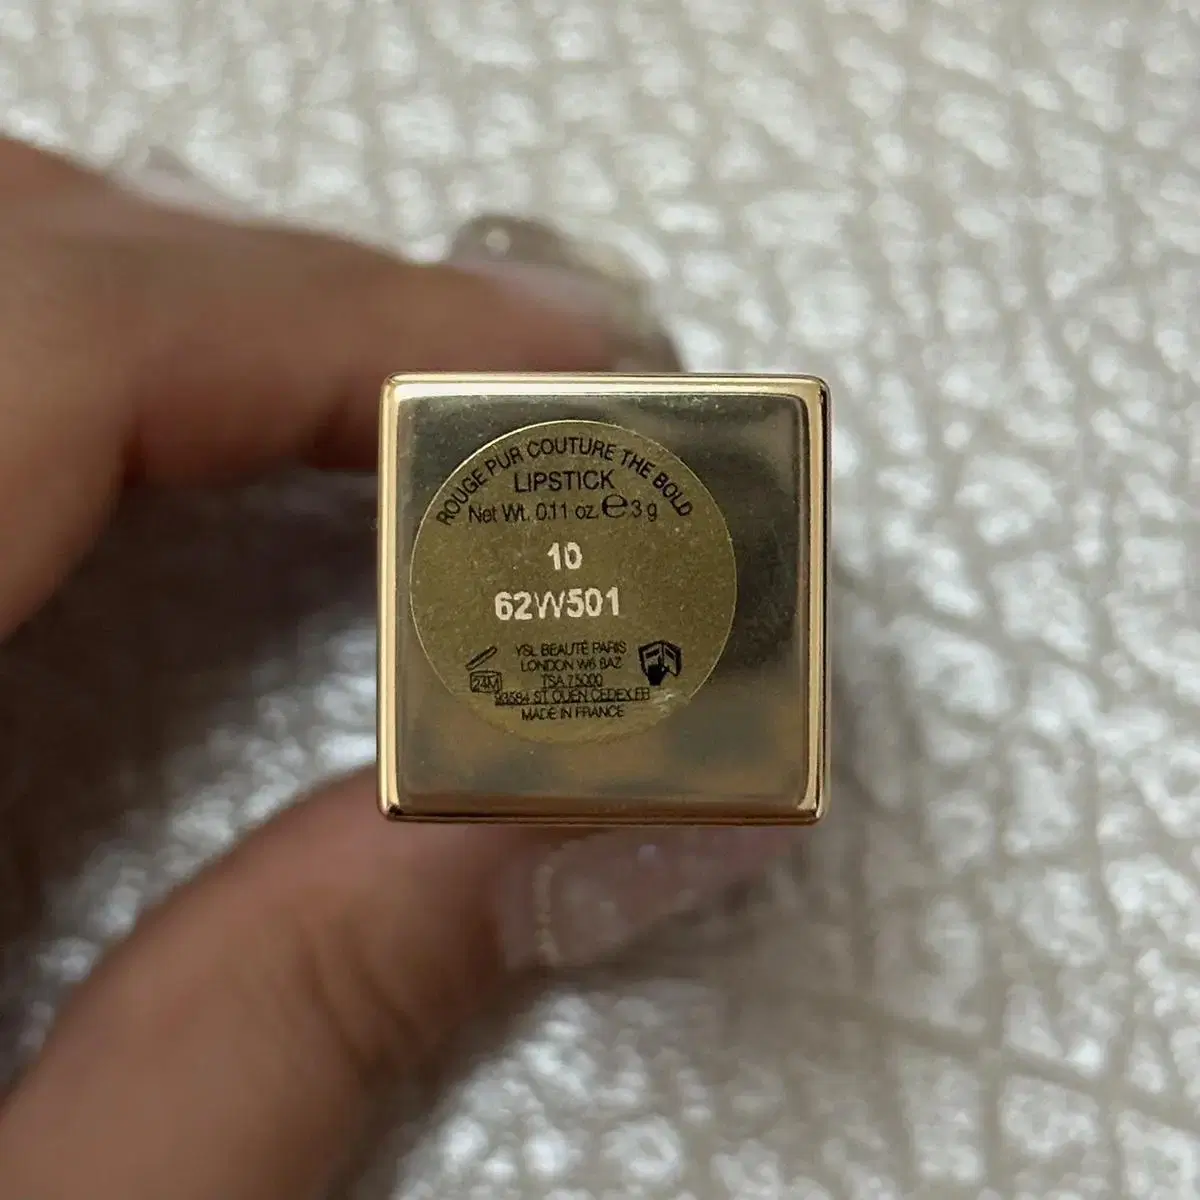 ROUGE PUR COUTURE THE BOLD
LIPSTICK
Net Wt. 0.11 oz. e 3 g
10
62W501
24M
YSL BEAUTÉ PARIS
LONDON W6 8AZ
TSA 75000
93584 ST OUEN CEDEX FR
MADE IN FRANCE